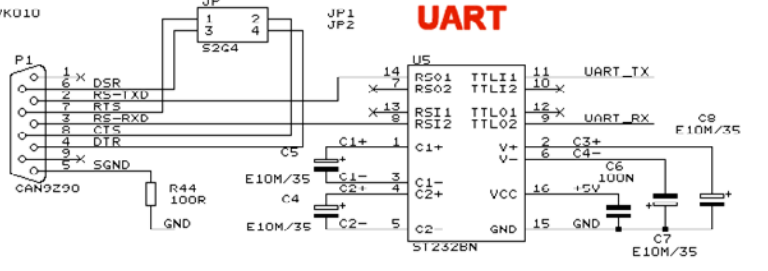 JP
VK010
1 2
3 4
S2G4
JP1
JP2
UART
P1
1
6 DSR
2 RS-TXD
7 RTS
3 RS-RXD
8 CTS
4 DTR
9
5 SGND
CAN9Z90
R44
100R
GND
U5
14 RSO1 TTLI1 11 UART_TX
7 RSO2 TTLI2 10
13 RSI1 TTLO1 12
8 RSI2 TTLO2 9 UART_RX
C5
C1+ 1 C1+ V+ 2 C3+
V- 6 C4-
E10M/35
C1- 3 C1-
C2+ 4 C2+ VCC 16 +5V
C4
E10M/35
C2- 5 C2- GND 15 GND
ST232BN
C6
100N
C8
E10M/35
C7
E10M/35